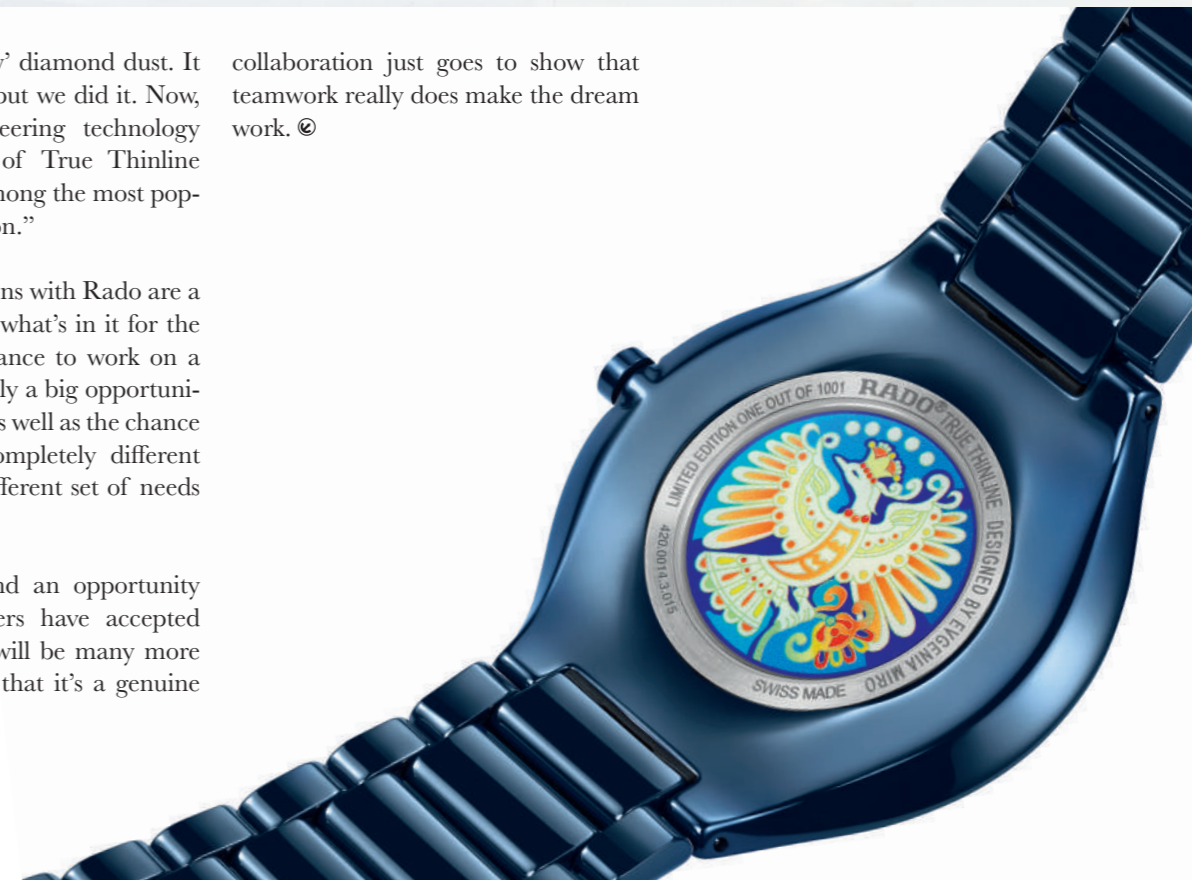 y’ diamond dust. It
but we did it. Now,
eering technology
of True Thinline
mong the most pop-
on.”
ns with Rado are a
what’s in it for the
ance to work on a
ly a big opportuni-
s well as the chance
ompletely different
fferent set of needs
nd an opportunity
ers have accepted
will be many more
that it’s a genuine
collaboration just goes to show that
teamwork really does make the dream
work.
LIMITED EDITION ONE OUT OF 1001
RADO®
TRUE THINLINE
DESIGNED BY EVGENIA MIRO
SWISS MADE
420.0014.3.015